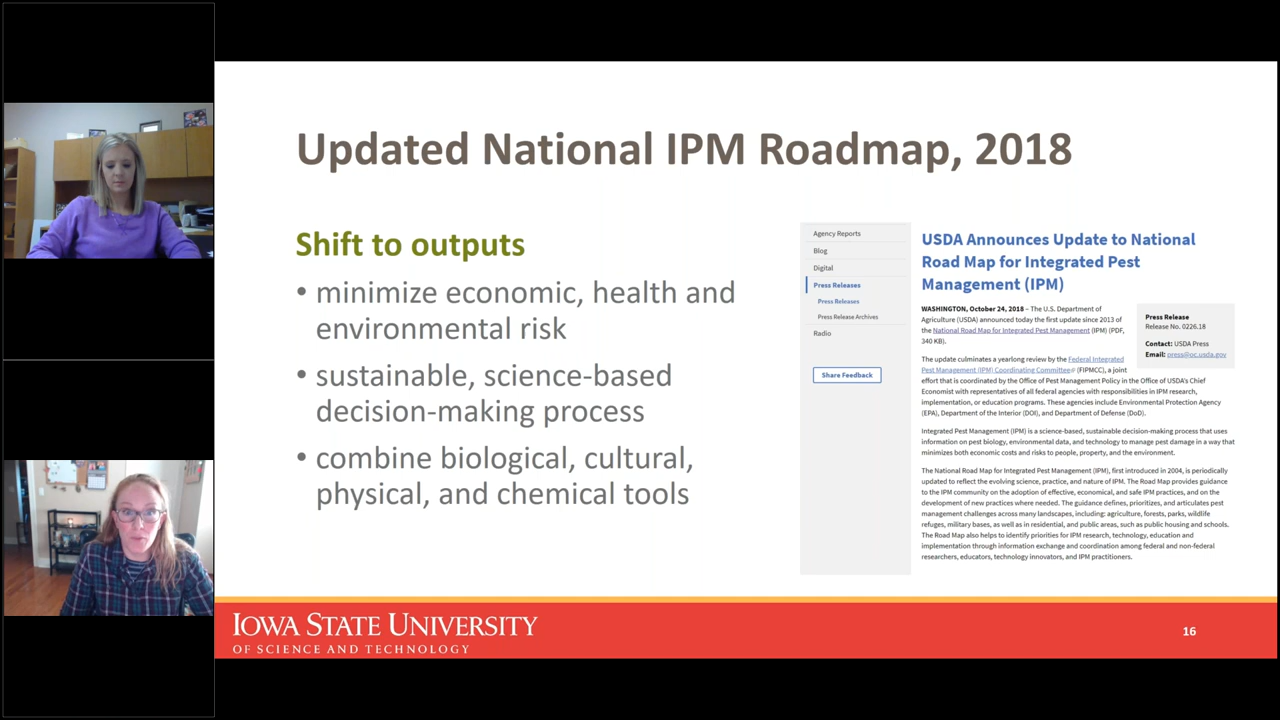 Updated National IPM Roadmap, 2018
Shift to outputs
• minimize economic, health and
environmental risk
• sustainable, science-based
decision-making process
• combine biological, cultural,
physical, and chemical tools
Agency Reports
Blog
Digital
Press Releases
Press Releases
Press Release Archives
Radio
Share Feedback
USDA Announces Update to National
Road Map for Integrated Pest
Management (IPM)
WASHINGTON, October 24, 2018 – The U.S. Department of
Agriculture (USDA) announced today the first update since 2013 of
the National Road Map for Integrated Pest Management (IPM) (PDF,
340 KB).
Press Release
Release No. 0226.18
Contact: USDA Press
Email: press@oc.usda.gov
The update culminates a yearlong review by the Federal Integrated
Pest Management (IPM) Coordinating Committee (FIPMCC), a joint
effort that is coordinated by the Office of Pest Management Policy in the Office of USDA's Chief
Economist with representatives of all federal agencies with responsibilities in IPM research,
implementation, or education programs. These agencies include Environmental Protection Agency
(EPA), Department of the Interior (DOI), and Department of Defense (DoD).
Integrated Pest Management (IPM) is a science-based, sustainable decision-making process that uses
information on pest biology, environmental data, and technology to manage pest damage in a way that
minimizes both economic costs and risks to people, property, and the environment.
The National Road Map for Integrated Pest Management (IPM), first introduced in 2004, is periodically
updated to reflect the evolving science, practice, and nature of IPM. The Road Map provides guidance
to the IPM community on the adoption of effective, economical, and safe IPM practices, and on the
development of new practices where needed. The guidance defines, prioritizes, and articulates pest
management challenges across many landscapes, including: agriculture, forests, parks, wildlife
refuges, military bases, as well as in residential, and public areas, such as public housing and schools.
The Road Map also helps to identify priorities for IPM research, technology, education and
implementation through information exchange and coordination among federal and non-federal
researchers, educators, technology innovators, and IPM practitioners.
IOWA STATE UNIVERSITY
OF SCIENCE AND TECHNOLOGY
16